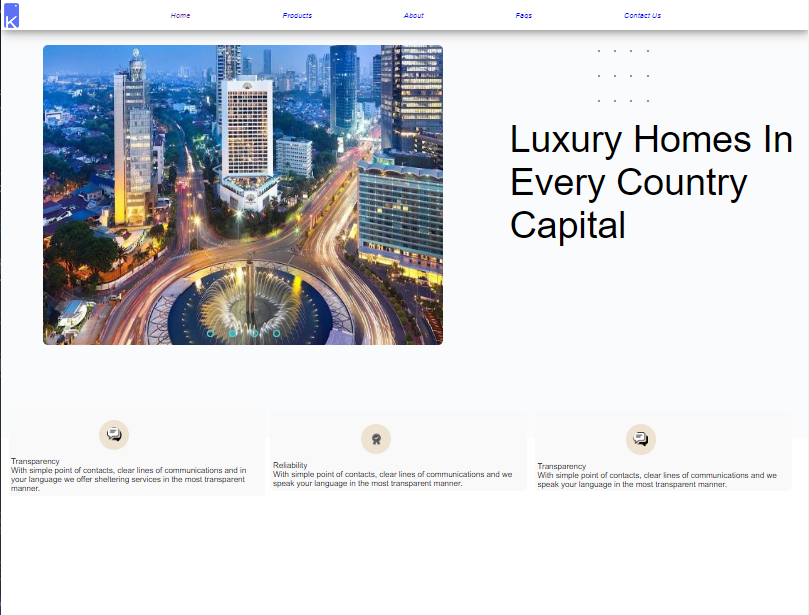 K
Home Products About Faqs Contact Us
Luxury Homes In
Every Country
Capital
Transparency
With simple point of contacts, clear lines of communications and in
your language we offer sheltering services in the most transparent
manner.
Reliability
With simple point of contacts, clear lines of communications and we
speak your language in the most transparent manner.
Transparency
With simple point of contacts, clear lines of communications and we
speak your language in the most transparent manner.